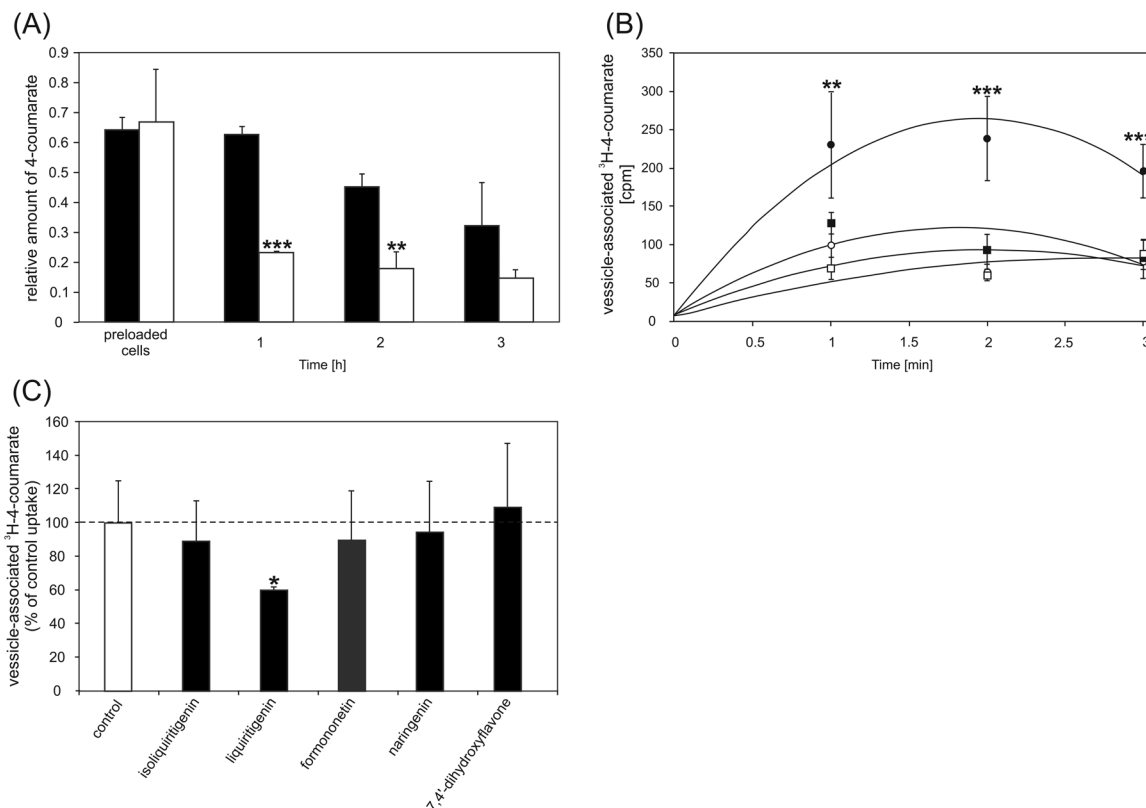 (A)
relative amount of 4-coumarate
0.9
0.8
0.7
0.6
0.5
0.4
0.3
0.2
0.1
0
***
**
preloaded
cells
1
2
3
Time [h]
(B)
vessicle-associated ³H-4-coumarate
[cpm]
350
300
250
200
150
100
50
0
**
***
***
0
0.5
1
1.5
2
2.5
3
Time [min]
(C)
vessicle-associated ³H-4-coumarate
(% of control uptake)
160
140
120
100
80
60
40
20
0
*
control
isoliquiritigenin
liquiritigenin
formononetin
naringenin
7,4'-dihydroxyflavone